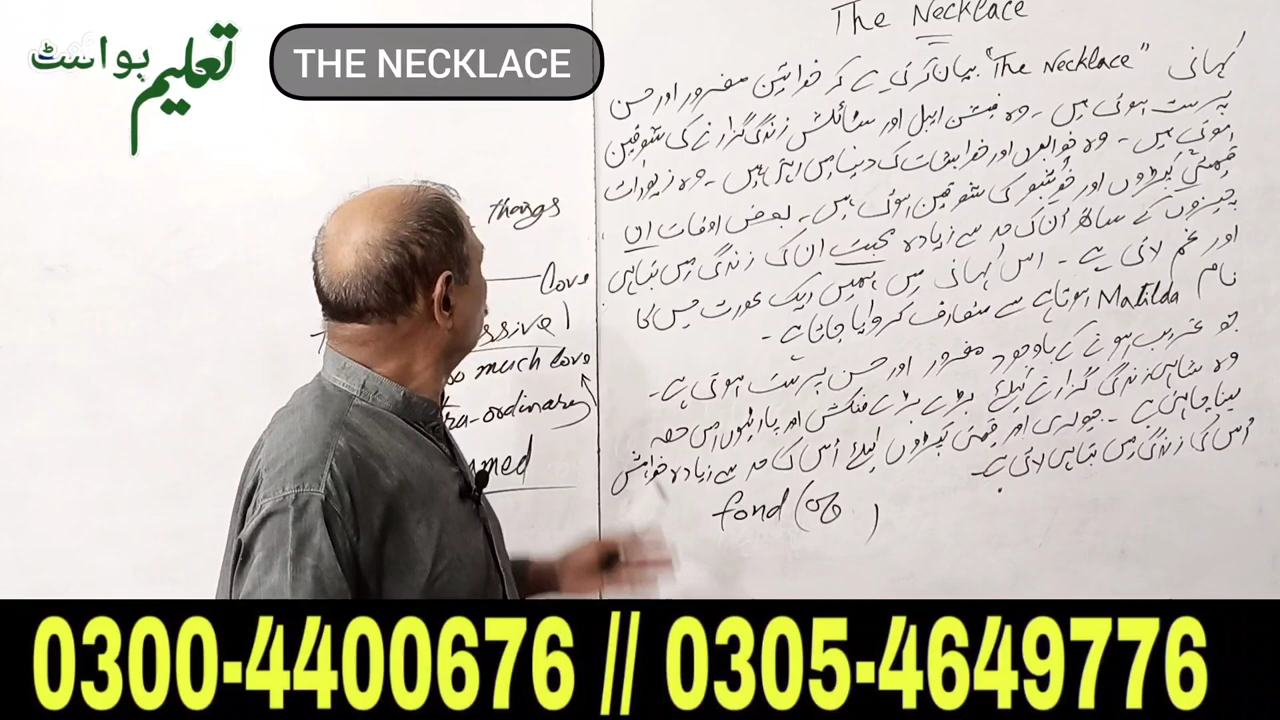 تعلیم بوائنٹ
THE NECKLACE
The Necklace
کہانی "The Necklace" بیان کرتی ہے کہ خواتین مغرور اور حسن
پرست ہوتی ہیں۔ وہ فیشن ایبل اور سٹائلش زندگی گزارنے کی شوقین
ہوتی ہیں۔ وہ خوابوں اور خواہشات کی دنیا میں رہتی ہیں۔ وہ زیورات
قیمتی کپڑوں اور خوشبو کی شوقین ہوتی ہیں۔ بعض اوقات ان
چیزوں کے ساتھ اُن کی حد سے زیادہ محبت ان کی زندگی میں تباہی
اور غم لاتی ہے۔ اس کہانی میں ہمیں ایک عورت جس کا
نام Matilda ہوتا ہے سے متعارف کروایا جاتا ہے۔
جو غریب ہونے کے باوجود مغرور اور حسن پرست ہوتی ہے۔
وہ شاہی زندگی گزارنے کیلئے بڑے بڑے فنکشن اور پارٹیوں میں حصہ
لینا چاہتی ہے۔ جیولری اور قیمتی کپڑوں کیلئے اُس کی حد سے زیادہ خواہش
اُس کی زندگی میں تباہی لاتی ہے۔
fond (of )
things
love
ssive)
much love
ra-ordinary
med
0300-4400676 // 0305-4649776